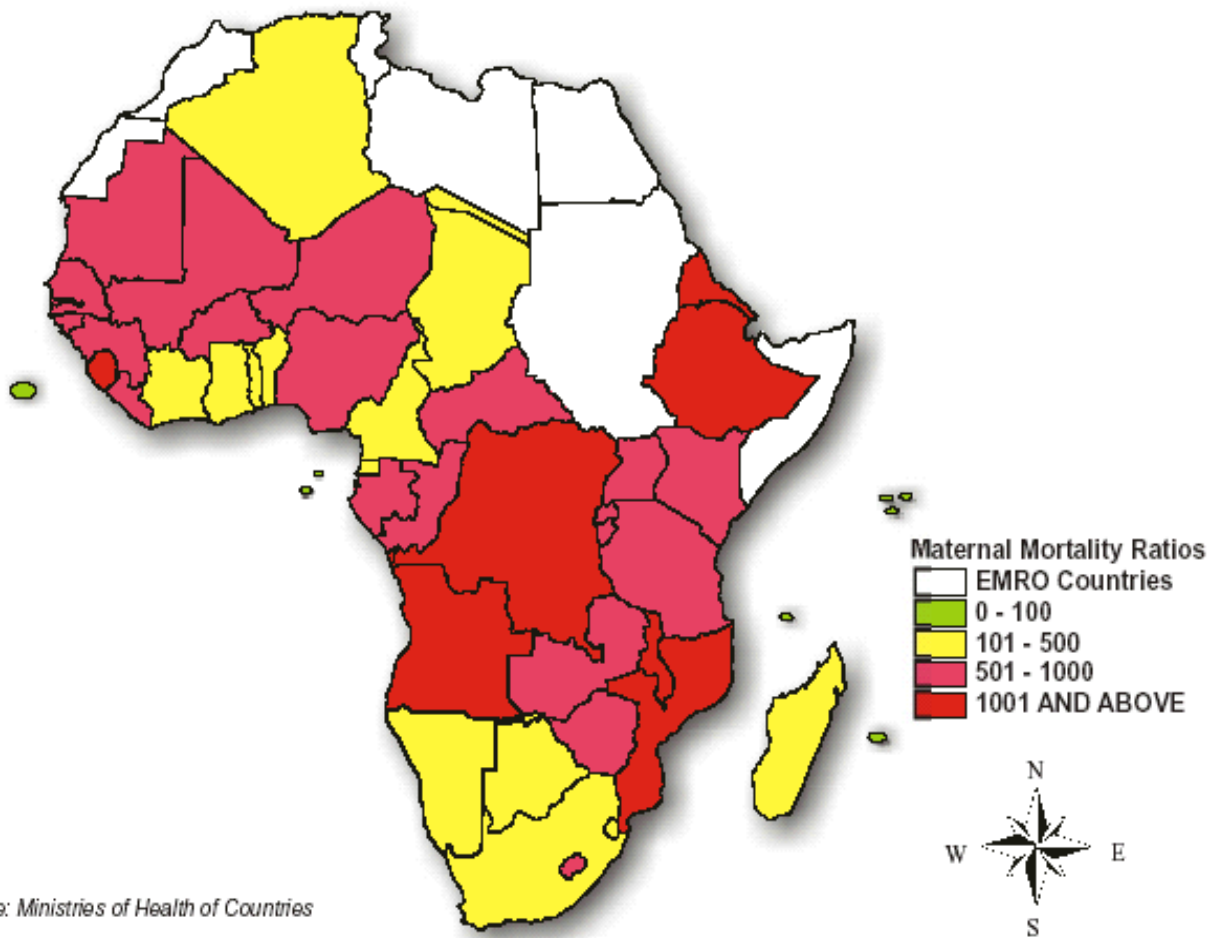 Maternal Mortality Ratios
EMRO Countries
0 - 100
101 - 500
501 - 1000
1001 AND ABOVE
N
W E
S
e: Ministries of Health of Countries